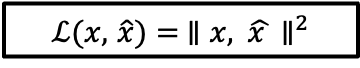 ℒ(x, x̂) = ‖ x, x̂ ‖²